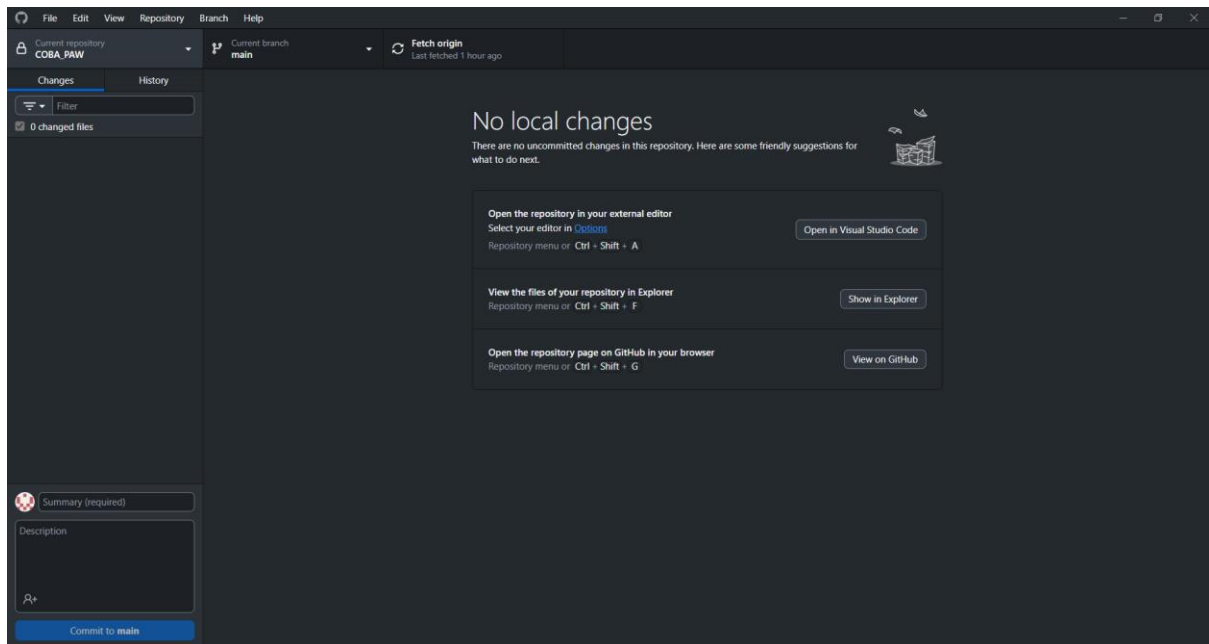 File Edit View Repository Branch Help
Current repository
COBA_PAW
Current branch
main
Fetch origin
Last fetched 1 hour ago
Changes History
Filter
0 changed files
No local changes
There are no uncommitted changes in this repository. Here are some friendly suggestions for
what to do next.
Open the repository in your external editor
Select your editor in Options
Repository menu or Ctrl + Shift + A
Open in Visual Studio Code
View the files of your repository in Explorer
Repository menu or Ctrl + Shift + F
Show in Explorer
Open the repository page on GitHub in your browser
Repository menu or Ctrl + Shift + G
View on GitHub
Summary (required)
Description
Commit to main